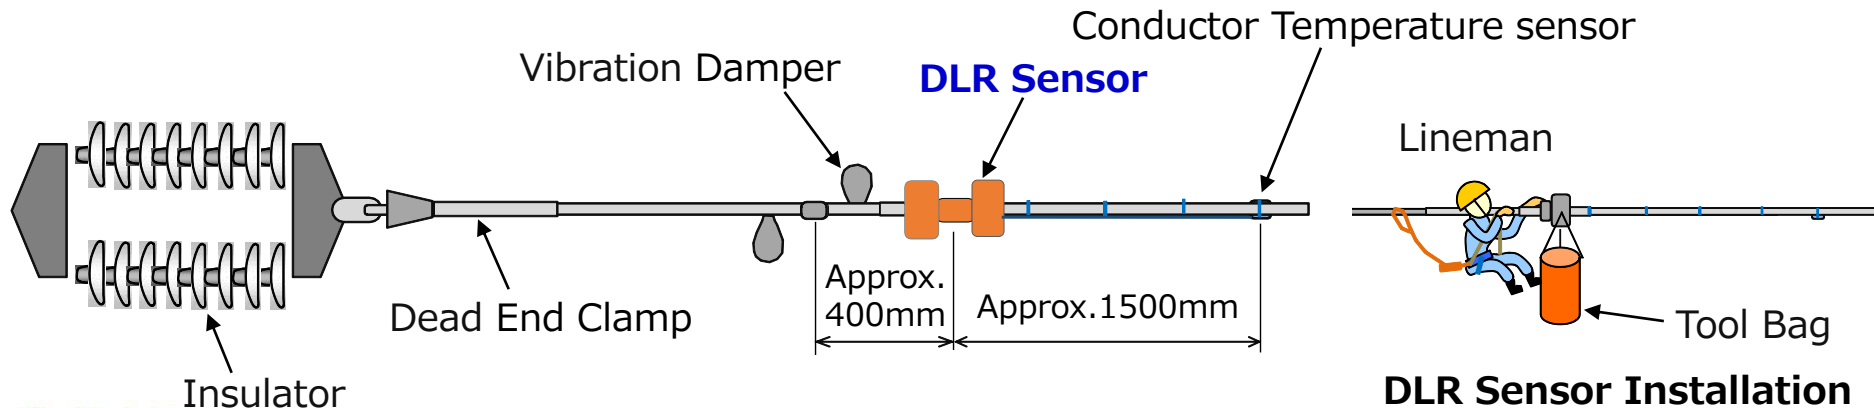 Conductor Temperature sensor
Vibration Damper
DLR Sensor
Lineman
Approx.
400mm
Approx.1500mm
Dead End Clamp
Tool Bag
Insulator
DLR Sensor Installation